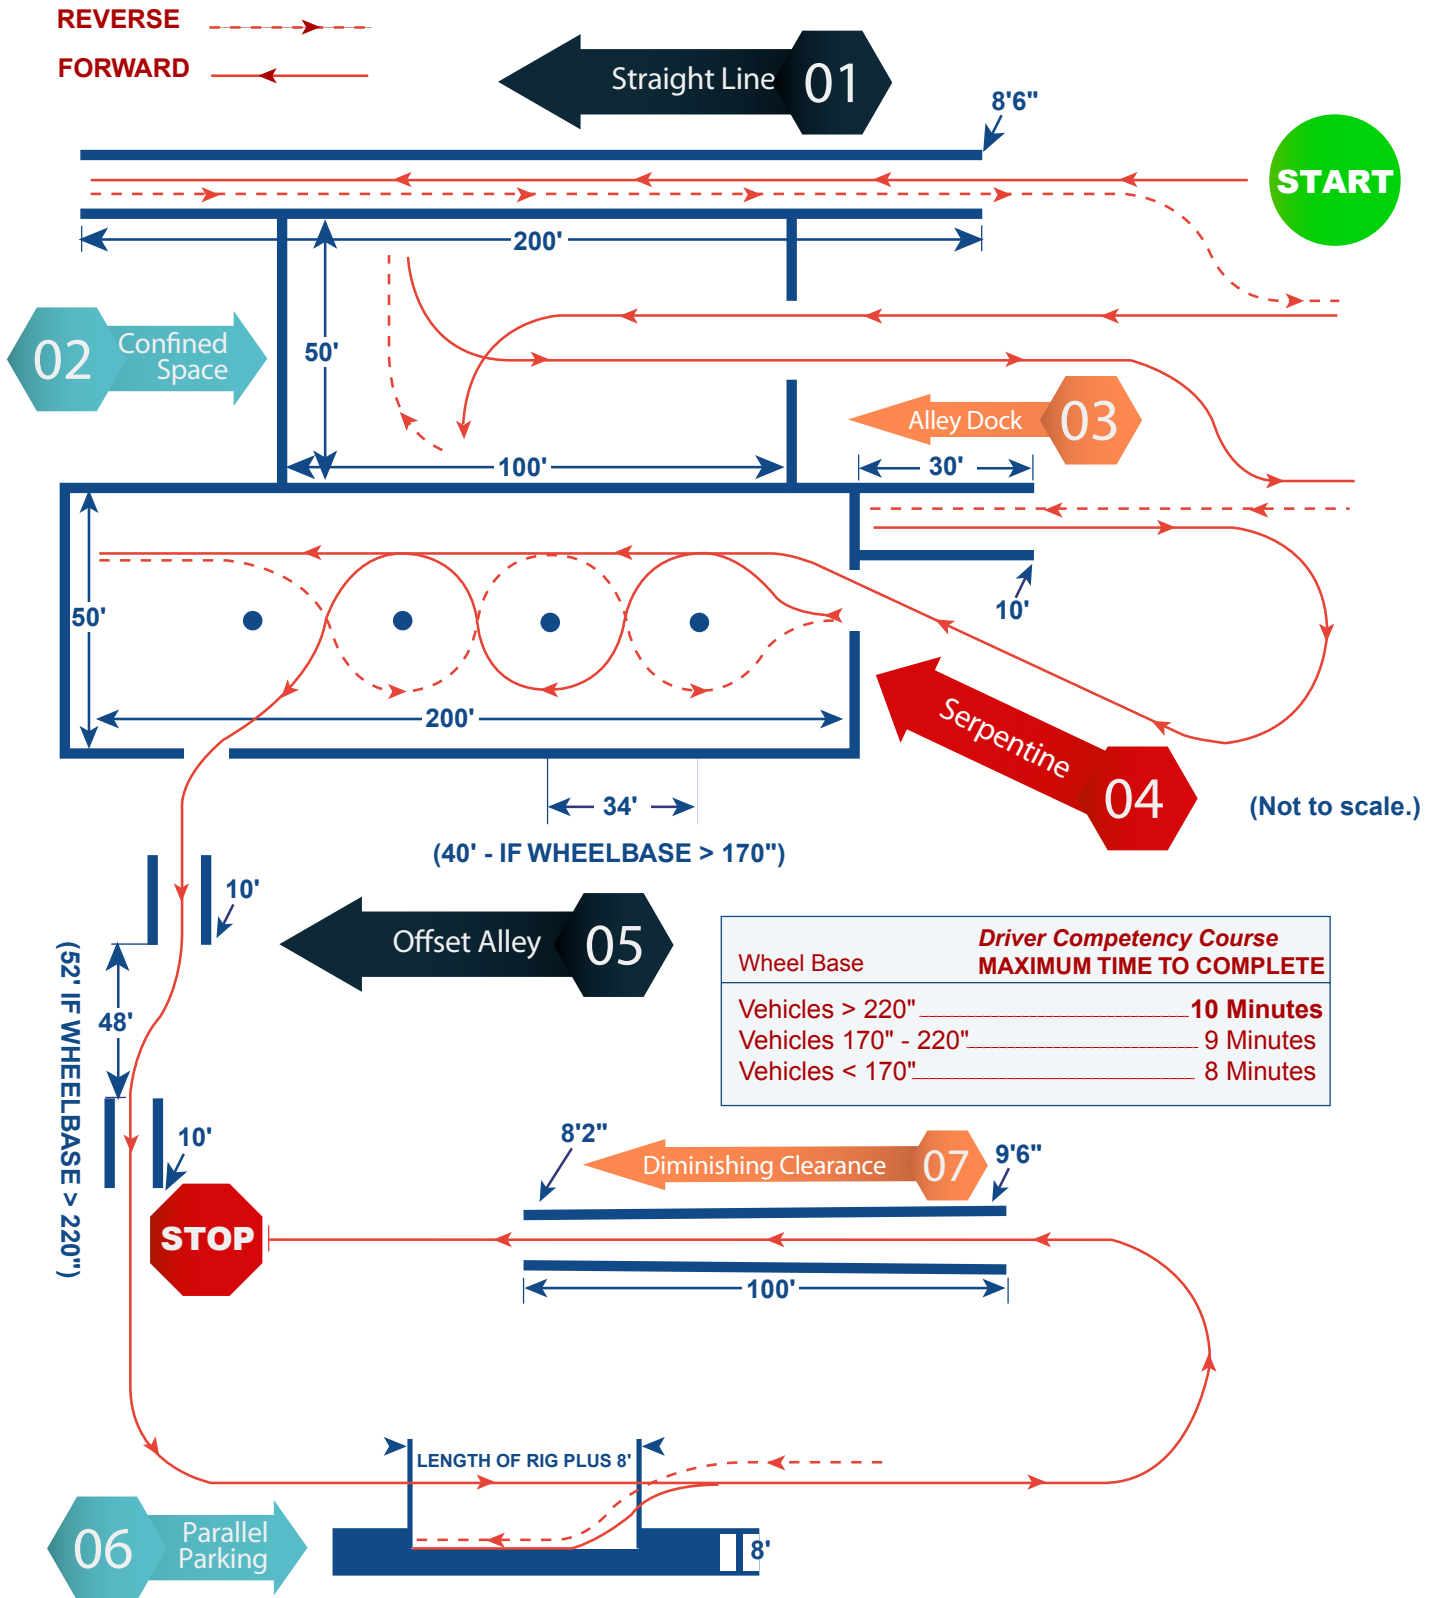 REVERSE
FORWARD
Straight Line 01
8'6"
START
200'
02 Confined
Space
50'
Alley Dock 03
100'
30'
50'
10'
200'
Serpentine
04
34'
(Not to scale.)
(40' - IF WHEELBASE > 170")
10'
Offset Alley 05
(52' IF WHEELBASE > 220")
48'
Driver Competency Course
Wheel Base MAXIMUM TIME TO COMPLETE
Vehicles > 220" 10 Minutes
Vehicles 170" - 220" 9 Minutes
Vehicles < 170" 8 Minutes
10'
8'2"
Diminishing Clearance 07
9'6"
STOP
100'
LENGTH OF RIG PLUS 8'
06 Parallel
Parking
8'